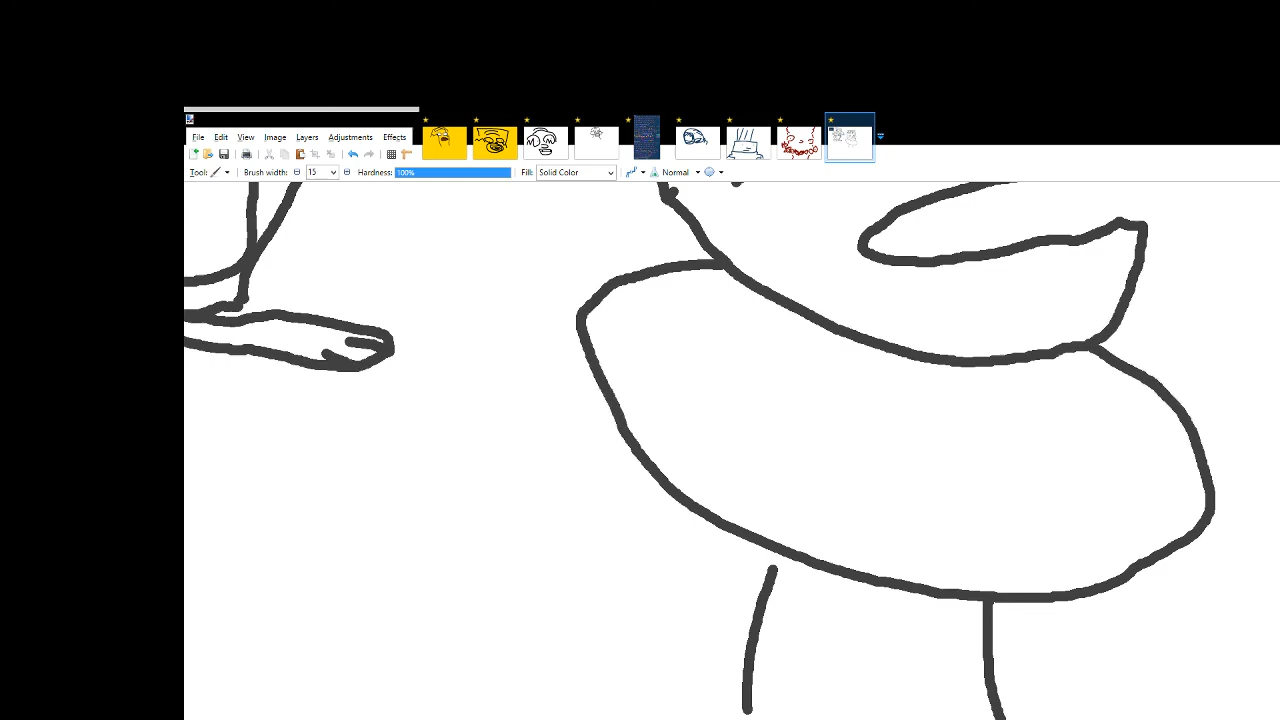 File Edit View Image Layers Adjustments Effects
Tool: Brush width: 15 Hardness: 100% Fill: Solid Color Normal